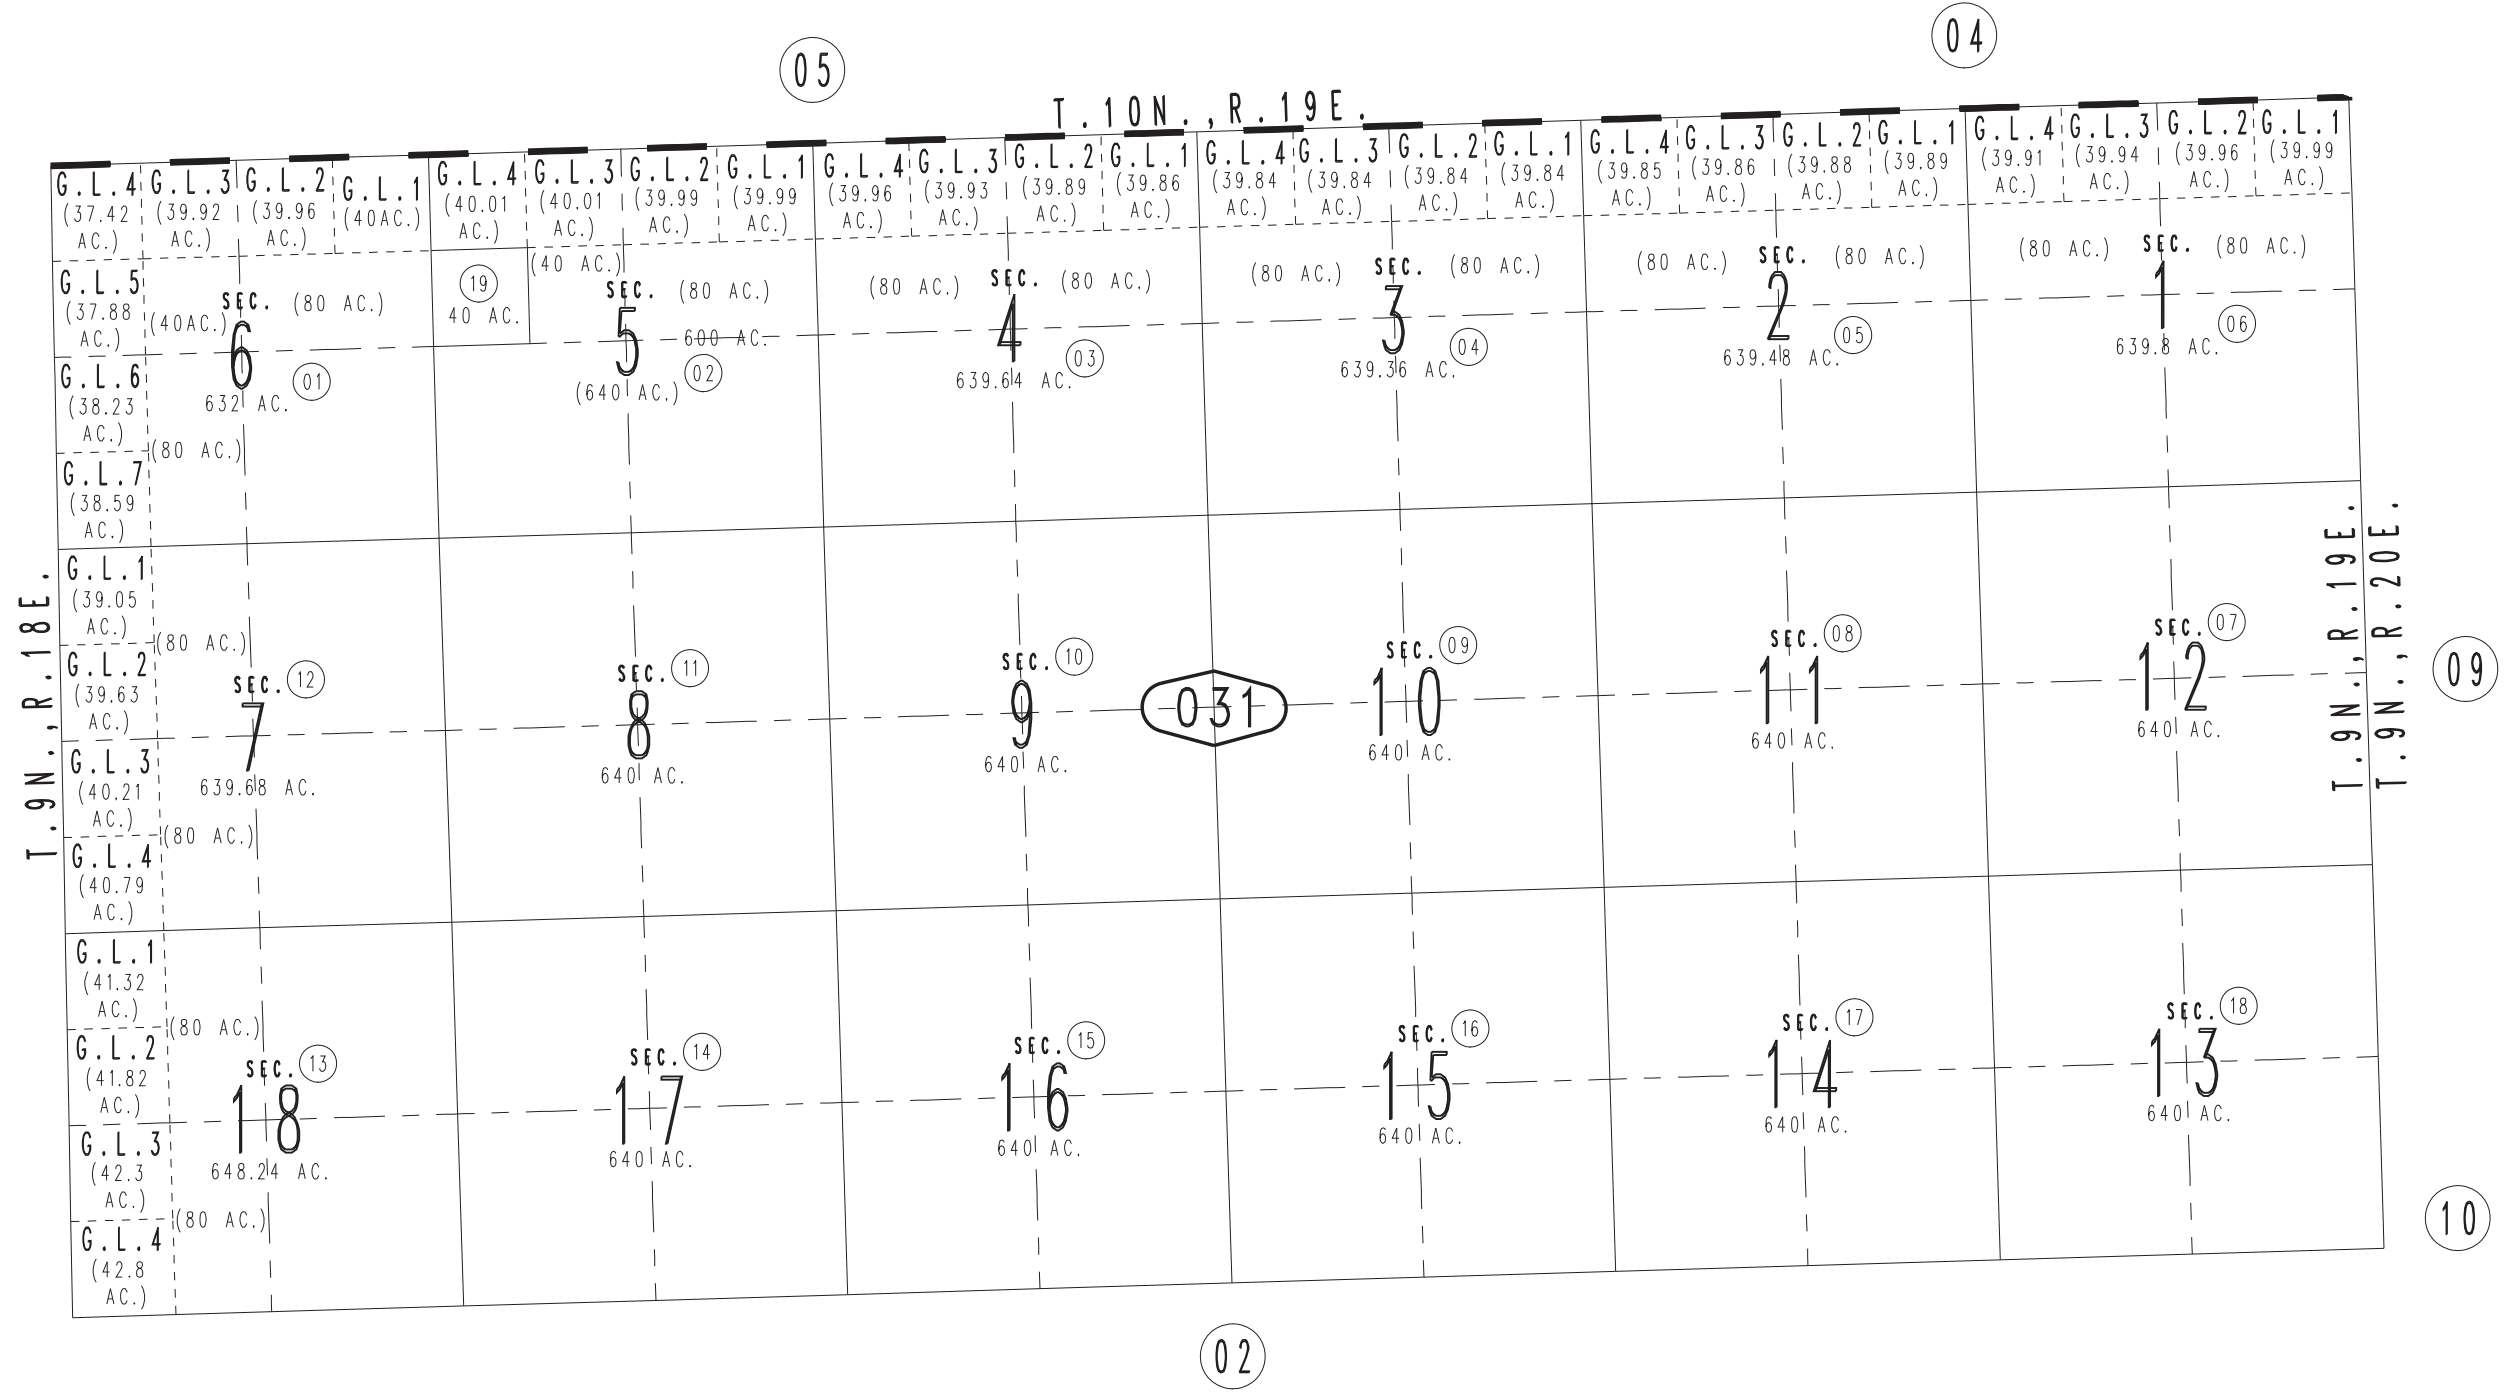 04
05
T.10N.,R.19E.
G.L.4 G.L.3 G.L.2 G.L.1 G.L.4 G.L.3 G.L.2 G.L.1 G.L.4 G.L.3 G.L.2 G.L.1 G.L.4 G.L.3 G.L.2 G.L.1 G.L.4 G.L.3 G.L.2 G.L.1 G.L.4 G.L.3 G.L.2 G.L.1
(37.42 (39.92 (39.96 (40AC.) (40.01 (40.01 (39.99 (39.99 (39.96 (39.93 (39.89 (39.86 (39.84 (39.84 (39.84 (39.84 (39.85 (39.86 (39.88 (39.89 (39.91 (39.94 (39.96 (39.99
AC.) AC.) AC.) AC.) AC.) AC.) AC.) AC.) AC.) AC.) AC.) AC.) AC.) AC.) AC.) AC.) AC.) AC.) AC.) AC.) AC.) AC.) AC.)
G.L.5
(37.88
AC.)
(40AC.)
SEC.
6
(80 AC.)
632 AC.
01
19
40 AC.
(40 AC.)
SEC.
5
(80 AC.)
600 AC.
(640 AC.)
02
(80 AC.)
SEC.
4
(80 AC.)
639.64 AC.
03
(80 AC.)
SEC.
3
(80 AC.)
639.36 AC.
04
(80 AC.)
SEC.
2
(80 AC.)
639.48 AC.
05
(80 AC.)
SEC.
1
(80 AC.)
639.8 AC.
06
G.L.6
(38.23
AC.)
(80 AC.)
G.L.7
(38.59
AC.)
T.9N.,R.18E.
T.9N.,R.19E.
T.9N.,R.20E.
G.L.1
(39.05
AC.)
(80 AC.)
G.L.2
(39.63
AC.)
SEC.
7
12
639.68 AC.
SEC.
8
11
640 AC.
SEC.
9
10
640 AC.
031
SEC.
10
09
640 AC.
SEC.
11
08
640 AC.
SEC.
12
07
640 AC.
09
G.L.3
(40.21
AC.)
(80 AC.)
G.L.4
(40.79
AC.)
G.L.1
(41.32
AC.)
(80 AC.)
G.L.2
(41.82
AC.)
SEC.
18
13
648.24 AC.
SEC.
17
14
640 AC.
SEC.
16
15
640 AC.
SEC.
15
16
640 AC.
SEC.
14
17
640 AC.
SEC.
13
18
640 AC.
G.L.3
(42.3
AC.)
(80 AC.)
G.L.4
(42.8
AC.)
10
02